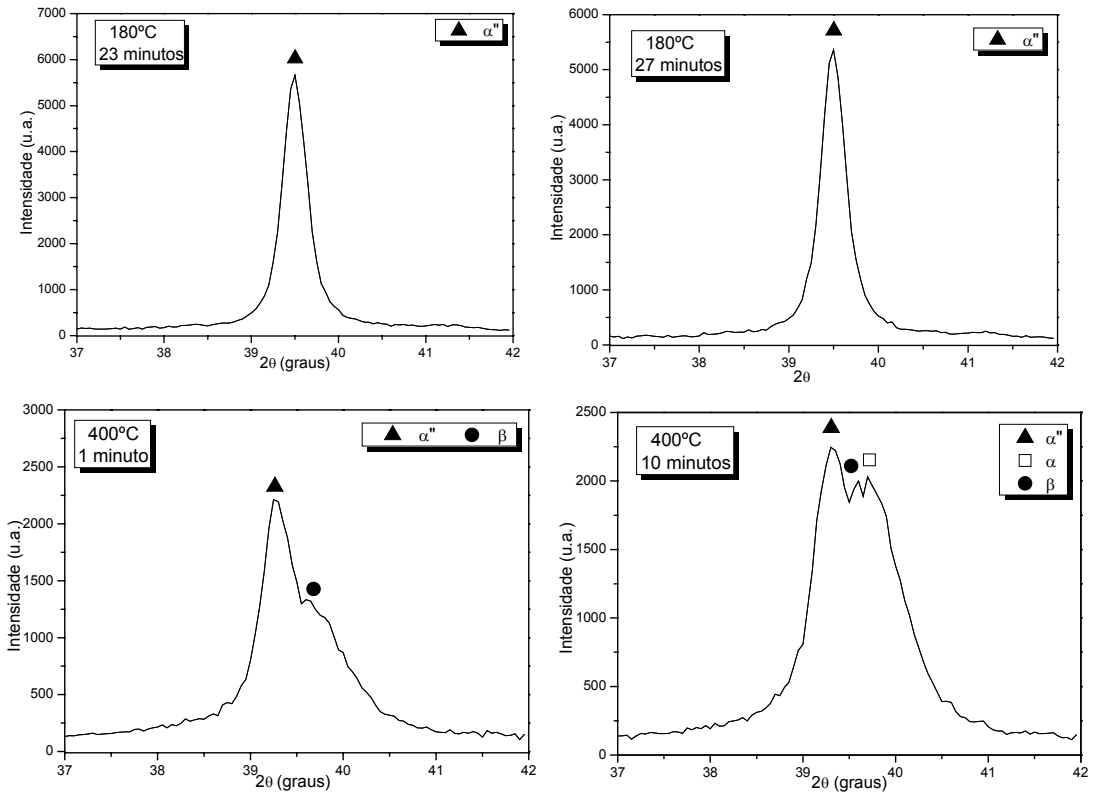 180ºC
23 minutos
▲ α"
Intensidade (u.a.)
7000
6000
5000
4000
3000
2000
1000
0
37 38 39 40 41 42
2θ (graus)
180ºC
27 minutos
▲ α"
Intensidade (u.a.)
6000
5000
4000
3000
2000
1000
0
37 38 39 40 41 42
2θ
400ºC
1 minuto
▲ α" ● β
Intensidade (u.a.)
3000
2500
2000
1500
1000
500
0
37 38 39 40 41 42
2θ (graus)
400ºC
10 minutos
▲ α"
□ α
● β
Intensidade (u.a.)
2500
2000
1500
1000
500
0
37 38 39 40 41 42
2θ (graus)